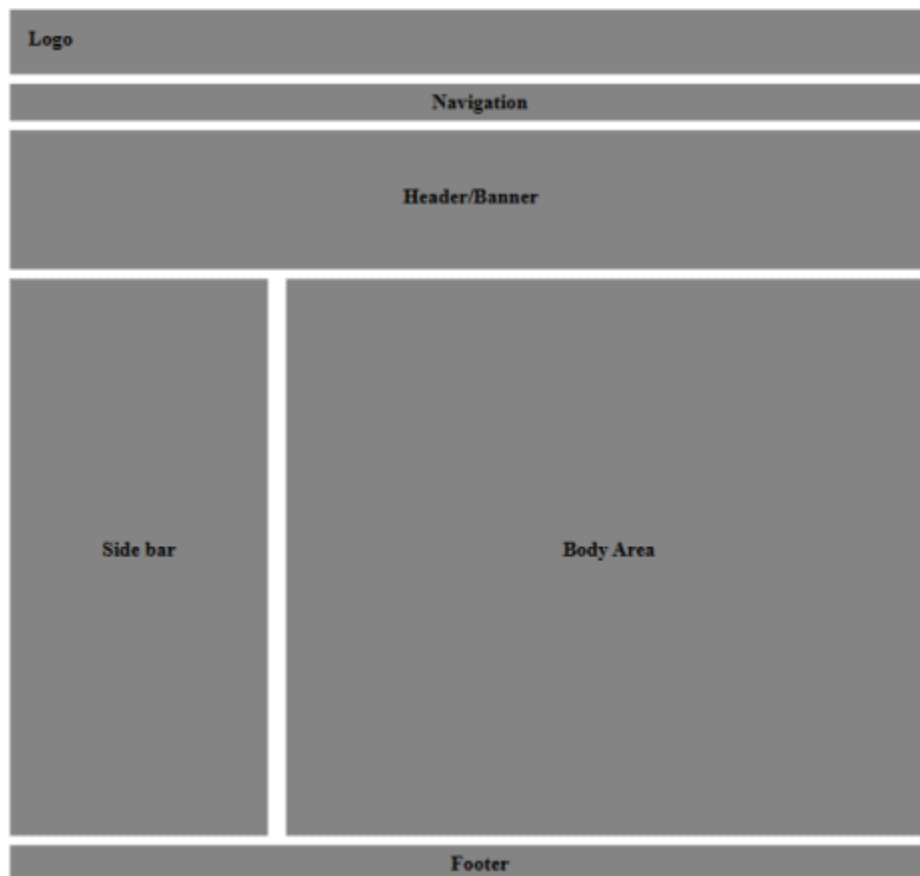 Logo
Navigation
Header/Banner
Side bar
Body Area
Footer